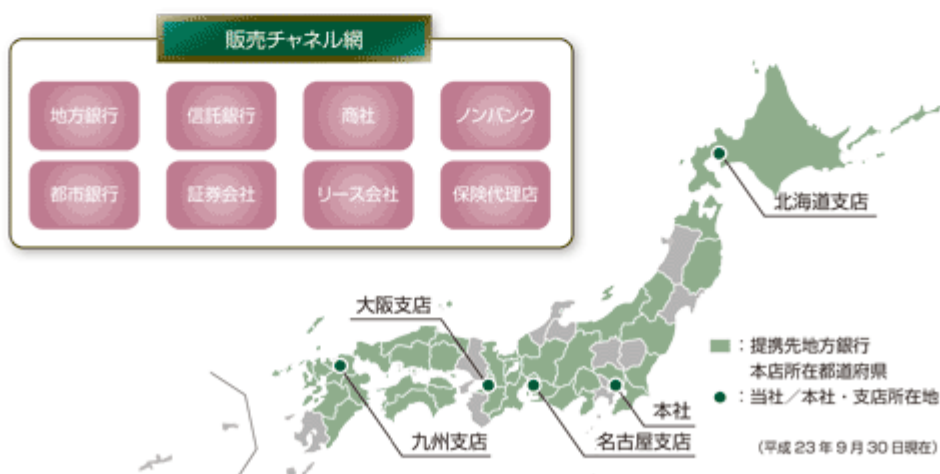 販売チャネル網
地方銀行
信託銀行
商社
ノンバンク
都市銀行
証券会社
リース会社
保険代理店
北海道支店
大阪支店
■：提携先地方銀行
本店所在都道府県
●：当社／本社・支店所在地
本社
九州支店
名古屋支店
（平成23年9月30日現在）